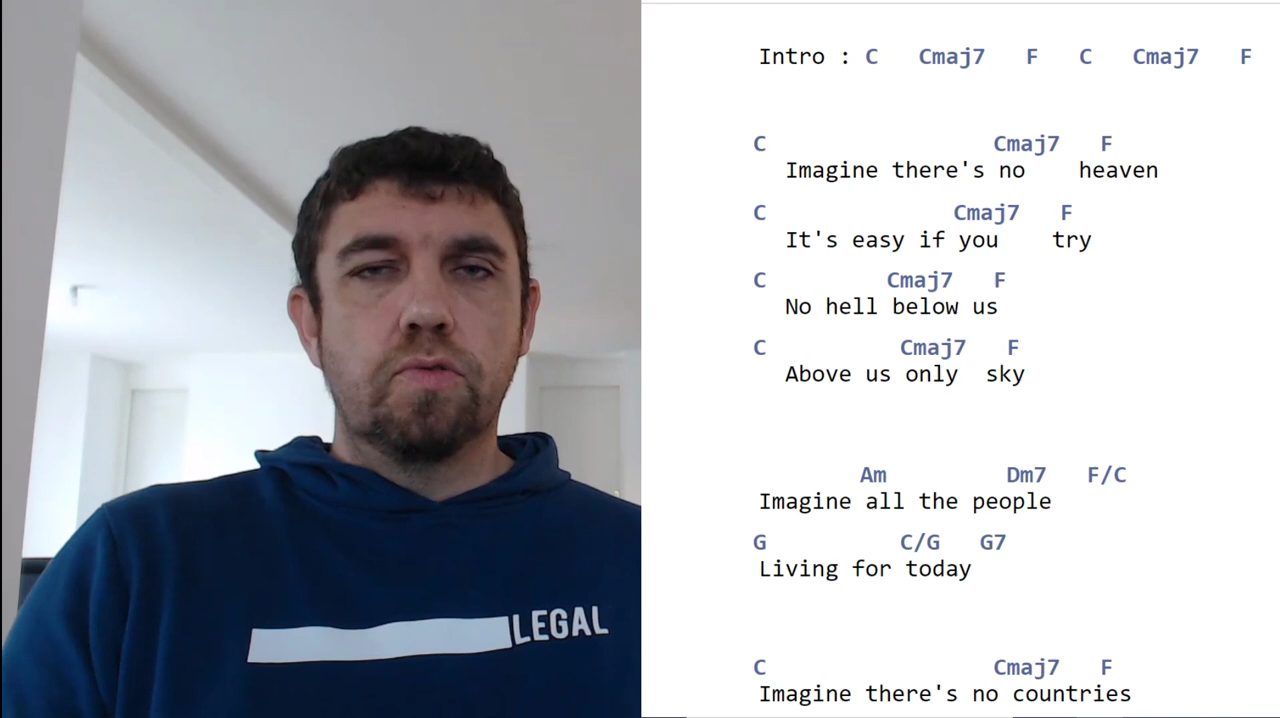 Intro : C Cmaj7 F C Cmaj7 F
C Cmaj7 F
Imagine there's no heaven
C Cmaj7 F
It's easy if you try
C Cmaj7 F
No hell below us
C Cmaj7 F
Above us only sky
Am Dm7 F/C
Imagine all the people
G C/G G7
Living for today
C Cmaj7 F
Imagine there's no countries
LEGAL